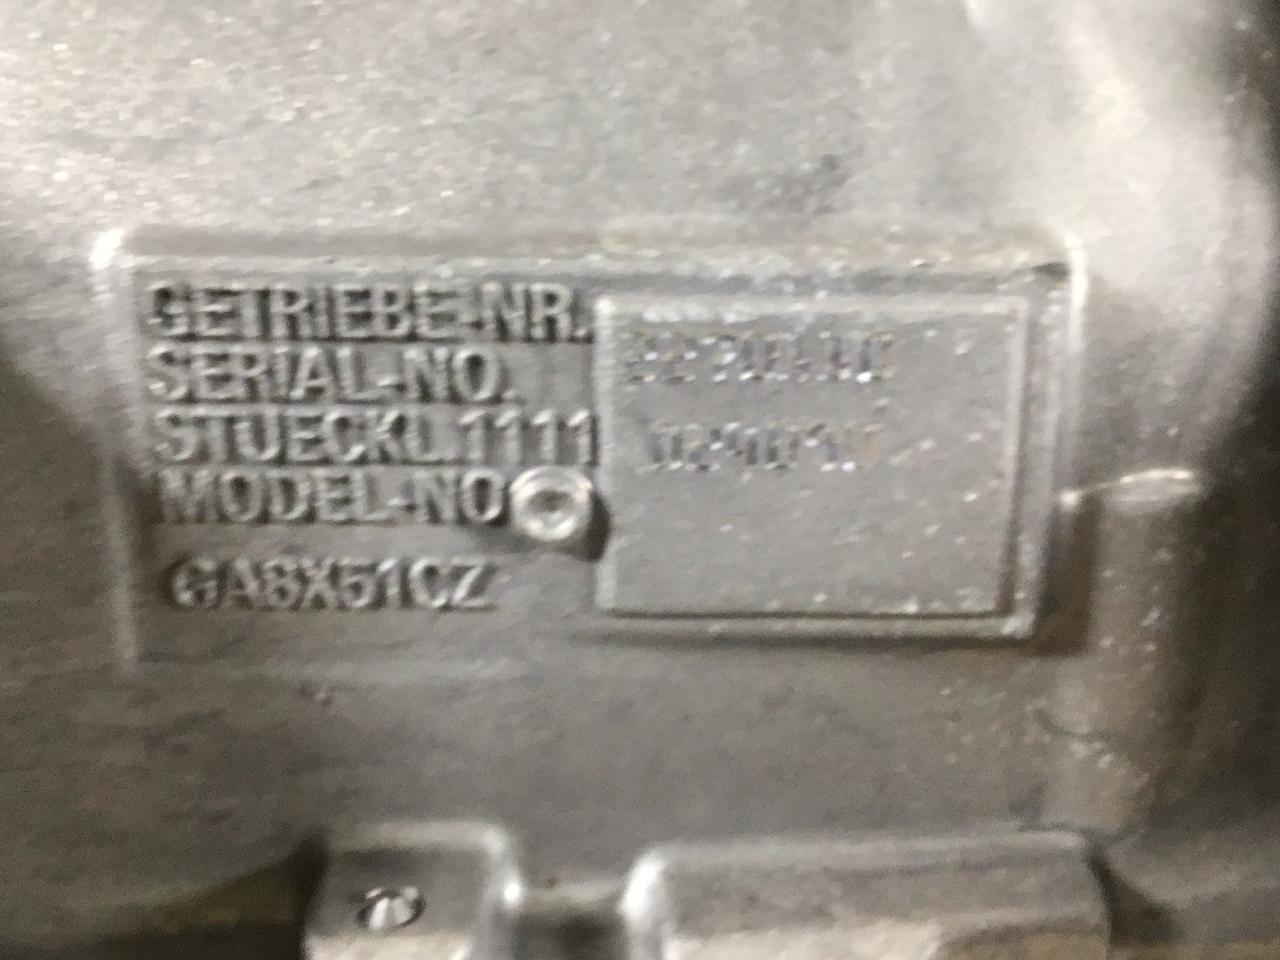 GETRIEBE-NR.
SERIAL-NO.
STUECKL.1111
MODEL-NO
GA8X51CZ